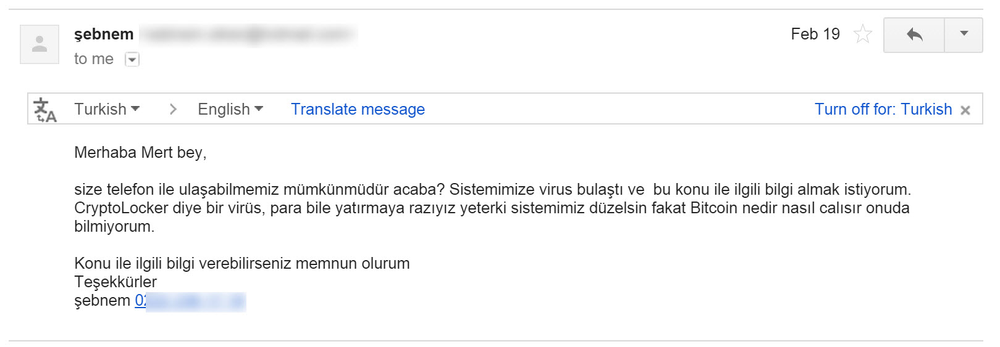 şebnem
Feb 19
to me
Turkish
English
Translate message
Turn off for: Turkish
Merhaba Mert bey,
size telefon ile ulaşabilmemiz mümkünmüdür acaba? Sistemimize virus bulaştı ve  bu konu ile ilgili bilgi almak istiyorum.
CryptoLocker diye bir virüs, para bile yatırmaya razıyız yeterki sistemimiz düzelsin fakat Bitcoin nedir nasıl calısır onuda
bilmiyorum.
Konu ile ilgili bilgi verebilirseniz memnun olurum
Teşekkürler
şebnem